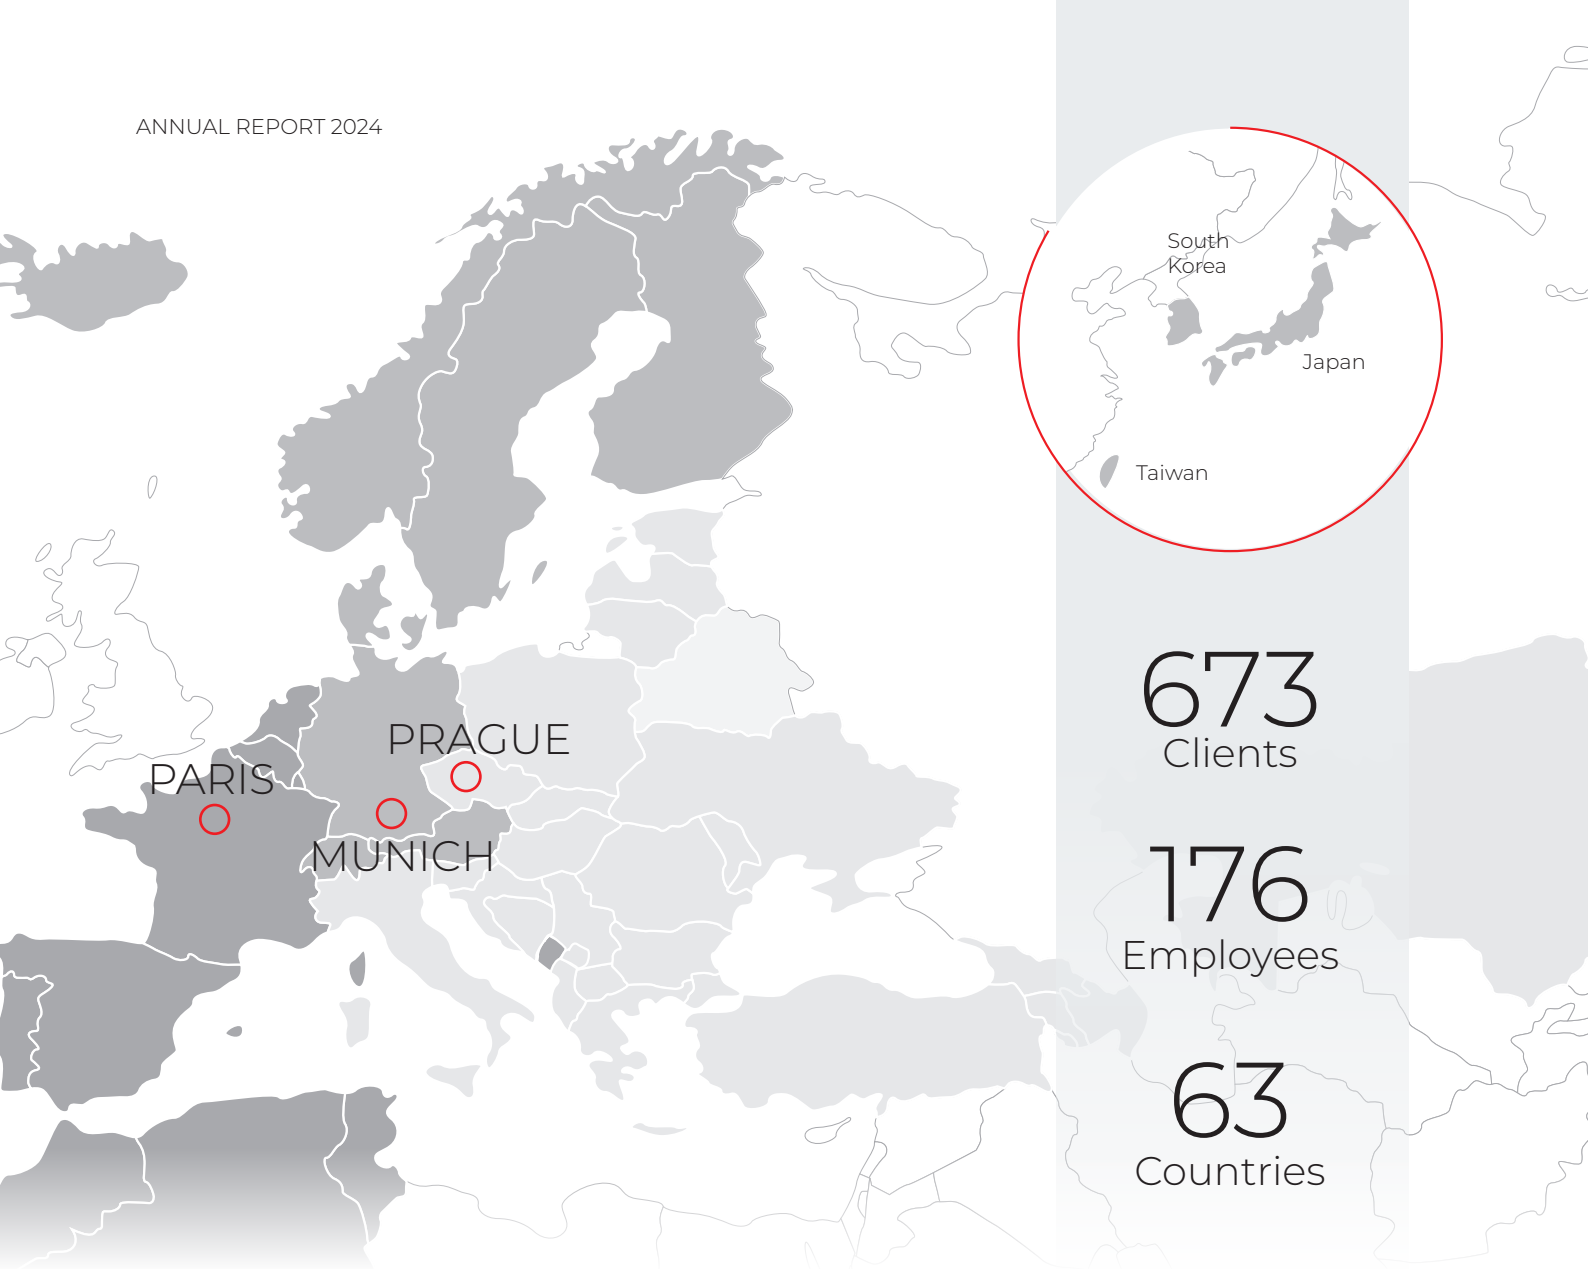 ANNUAL REPORT 2024
South
Korea
Japan
Taiwan
PRAGUE
PARIS
MUNICH
673
Clients
176
Employees
63
Countries